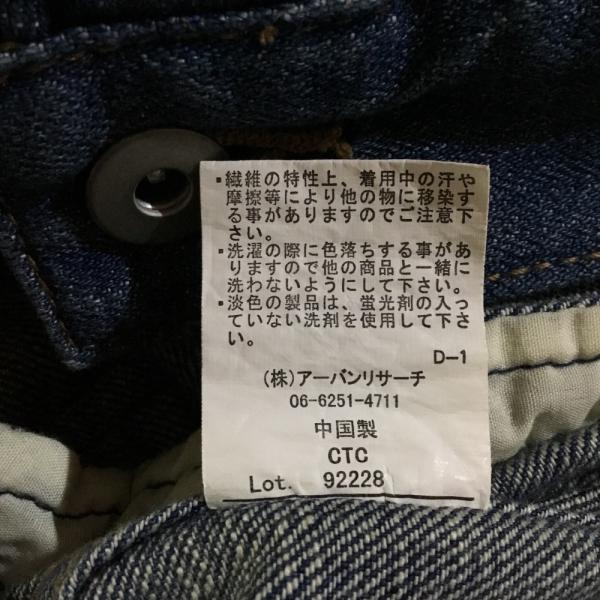 ▪繊維の特性上、着用中の汗や
摩擦等により他の物に移染す
る事がありますのでご注意下
さい。
▪洗濯の際に色落ちする事があ
りますので他の商品と一緒に
洗わないようにして下さい。
▪淡色の製品は、蛍光剤の入っ
ていない洗剤を使用して下さ
い。
D-1
(株)アーバンリサーチ
06-6251-4711
中国製
CTC
Lot. 92228